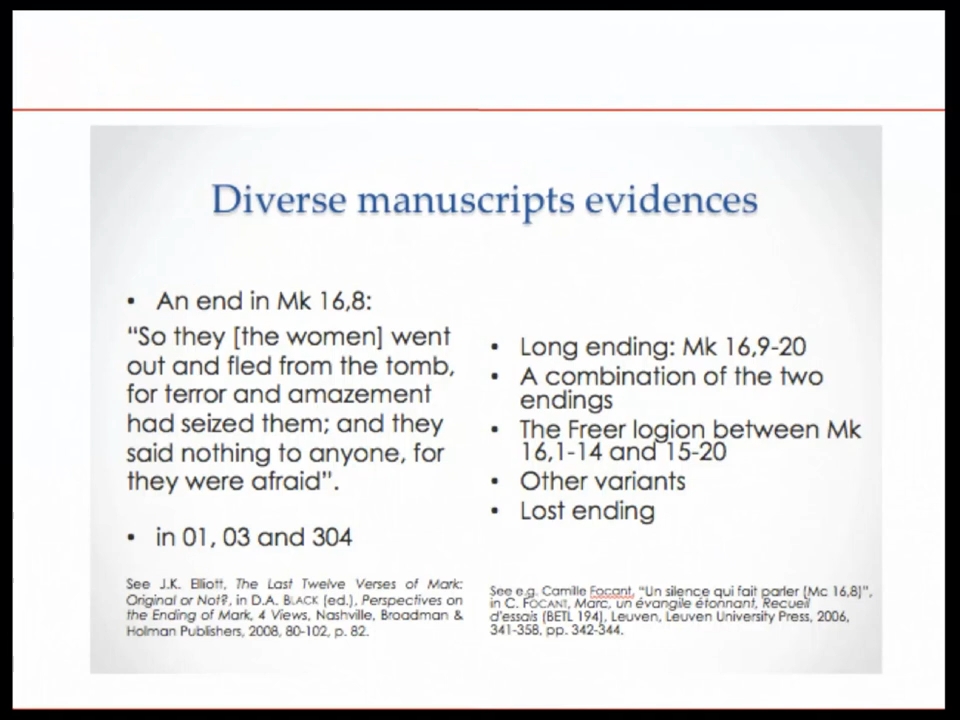 Diverse manuscripts evidences
• An end in Mk 16,8:
“So they [the women] went
out and fled from the tomb,
for terror and amazement
had seized them; and they
said nothing to anyone, for
they were afraid”.
• in 01, 03 and 304
See J.K. Elliott, The Last Twelve Verses of Mark:
Original or Not?, in D.A. BLACK (ed.), Perspectives on
the Ending of Mark, 4 Views, Nashville, Broadman &
Holman Publishers, 2008, 80-102, p. 82.
• Long ending: Mk 16,9-20
• A combination of the two
endings
• The Freer logion between Mk
16,1-14 and 15-20
• Other variants
• Lost ending
See e.g. Camille Focant, “Un silence qui fait parler [Mc 16,8]”,
in C. FOCANT, Marc, un évangile étonnant, Recueil
d'essais (BETL 194), Leuven, Leuven University Press, 2006,
341-358, pp. 342-344.